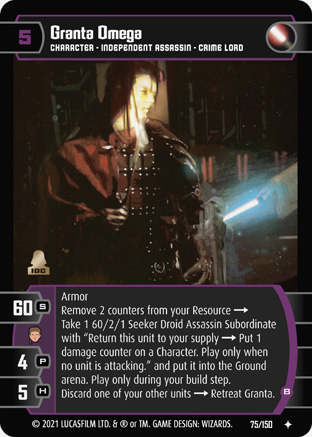 5 Granta Omega
CHARACTER - INDEPENDENT ASSASSIN - CRIME LORD
IDC
60 S
4 P
5 H
Armor
Remove 2 counters from your Resource →
Take 1 60/2/1 Seeker Droid Assassin Subordinate
with “Return this unit to your supply → Put 1
damage counter on a Character. Play only when
no unit is attacking.” and put it into the Ground
arena. Play only during your build step.
Discard one of your other units → Retreat Granta.
B
© 2021 LUCASFILM LTD. & ® or TM. GAME DESIGN: WIZARDS. 75/150